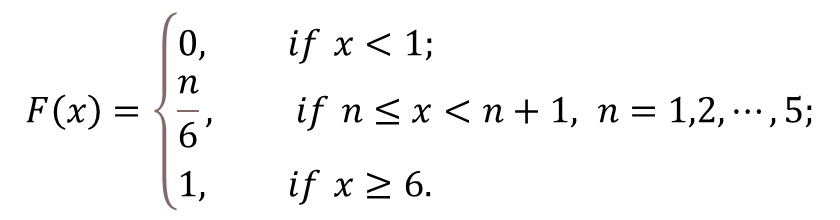 0, if x < 1;
F(x) = { n/6, if n ≤ x < n + 1, n = 1,2, ⋯ , 5;
1, if x ≥ 6.